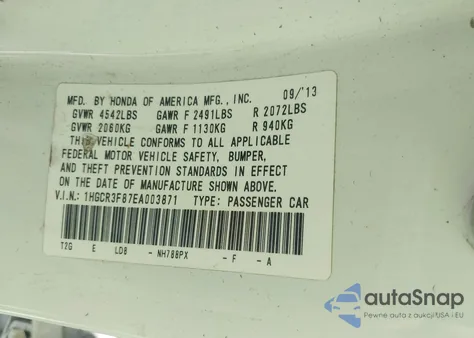 MFD. BY HONDA OF AMERICA MFG., INC. 09/'13
GVWR 4542LBS GAWR F 2491LBS R 2072LBS
GVWR 2060KG GAWR F 1130KG R 940KG
THIS VEHICLE CONFORMS TO ALL APPLICABLE
FEDERAL MOTOR VEHICLE SAFETY, BUMPER,
AND THEFT PREVENTION STANDARDS IN EFFECT
ON THE DATE OF MANUFACTURE SHOWN ABOVE.
V.I.N.: 1HGCR3F87EA003871 TYPE: PASSENGER CAR
T2G E LD8 - NH788PX - F - A
autoSnap
Pewne auta z aukcji USA i EU